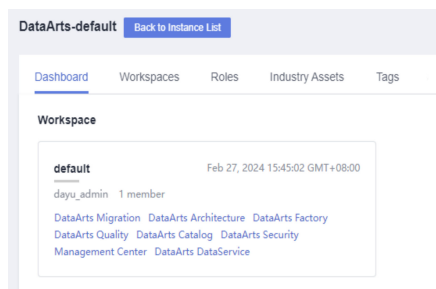 DataArts-default Back to Instance List
Dashboard Workspaces Roles Industry Assets Tags
Workspace
default Feb 27, 2024 15:45:02 GMT+08:00
dayu_admin 1 member
DataArts Migration DataArts Architecture DataArts Factory
DataArts Quality DataArts Catalog DataArts Security
Management Center DataArts DataService